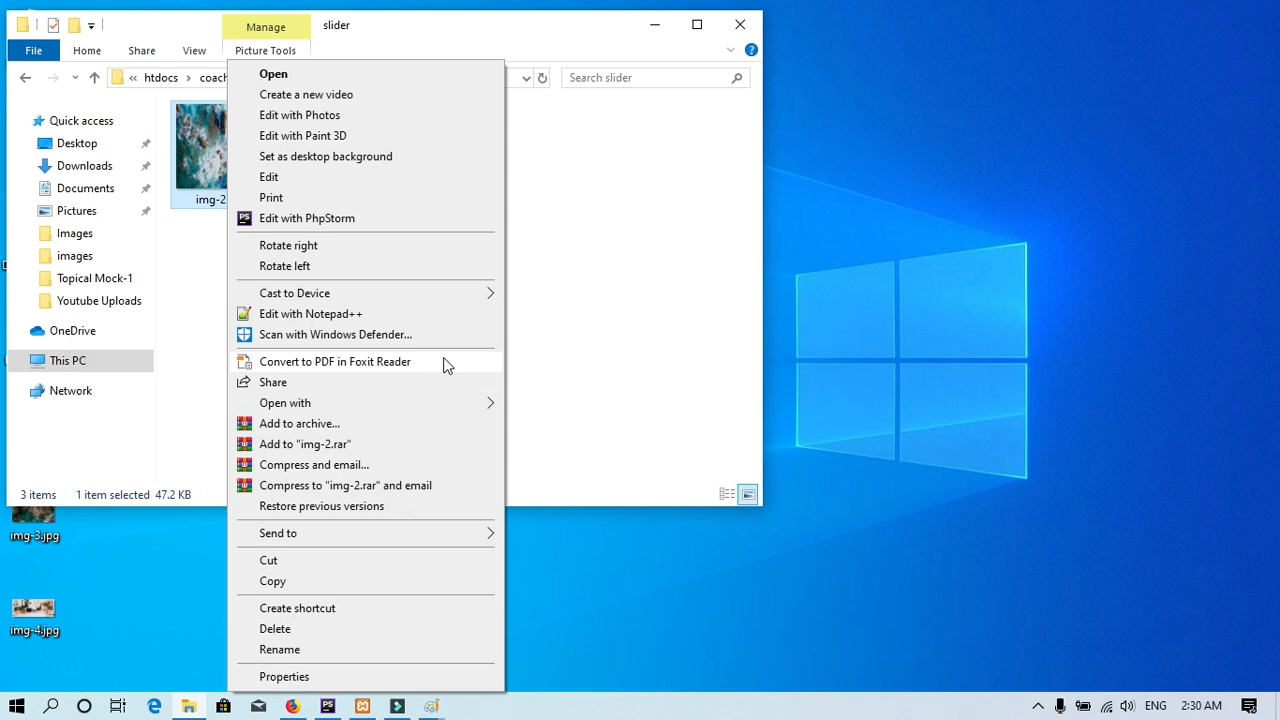 Manage
slider
File
Home
Share
View
Picture Tools
« htdocs > coach
Search slider
Quick access
Desktop
Downloads
Documents
Pictures
Images
images
Topical Mock-1
Youtube Uploads
OneDrive
This PC
Network
img-2
3 items
1 item selected 47.2 KB
Open
Create a new video
Edit with Photos
Edit with Paint 3D
Set as desktop background
Edit
Print
PS Edit with PhpStorm
Rotate right
Rotate left
Cast to Device
Edit with Notepad++
Scan with Windows Defender...
Convert to PDF in Foxit Reader
Share
Open with
Add to archive...
Add to "img-2.rar"
Compress and email...
Compress to "img-2.rar" and email
Restore previous versions
Send to
Cut
Copy
Create shortcut
Delete
Rename
Properties
img-3.jpg
img-4.jpg
PS
ENG
2:30 AM